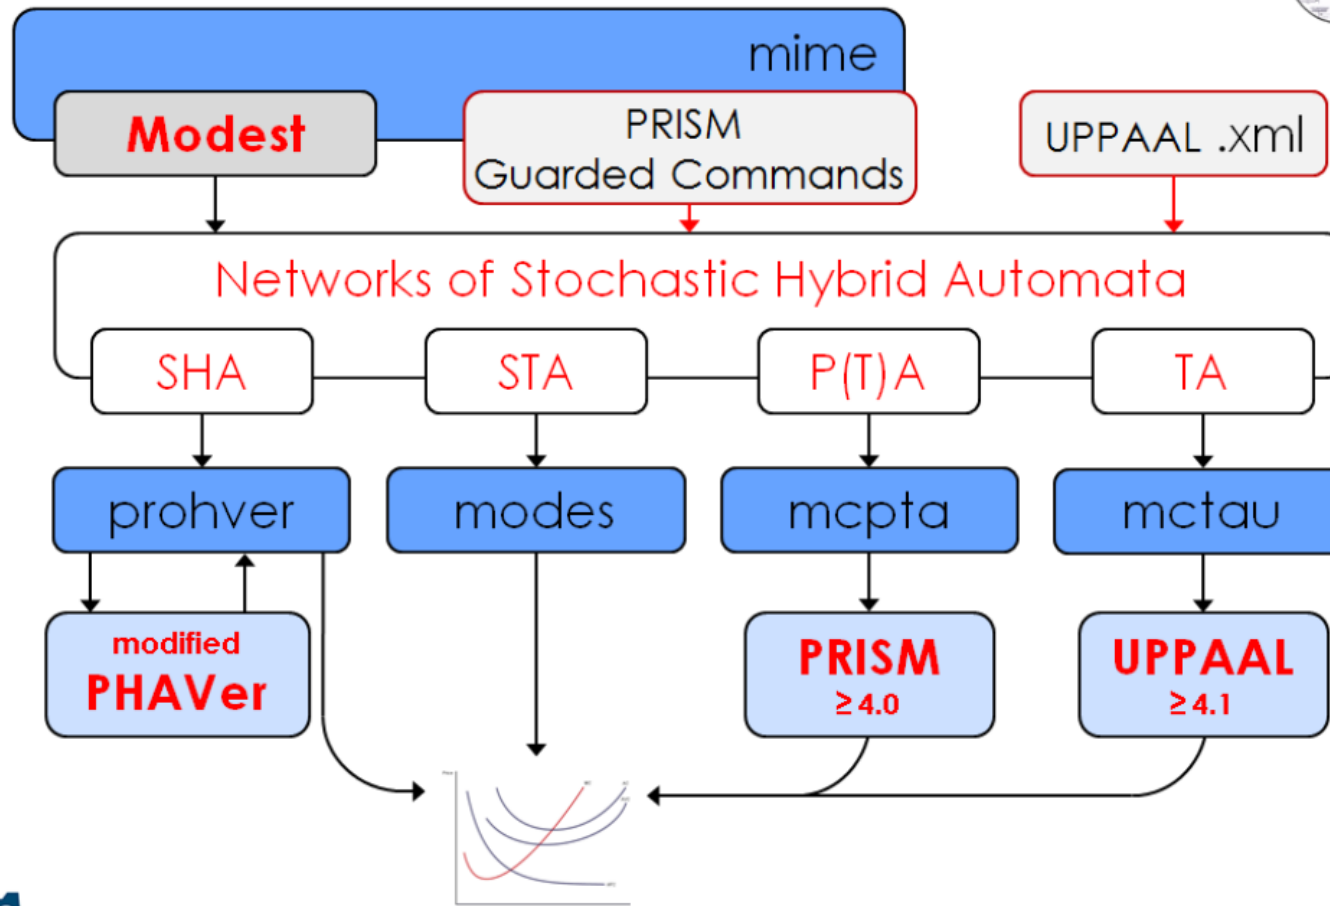 mime
Modest
PRISM
Guarded Commands
UPPAAL .xml
Networks of Stochastic Hybrid Automata
SHA
STA
P(T)A
TA
prohver
modes
mcpta
mctau
modified
PHAVer
PRISM
≥ 4.0
UPPAAL
≥ 4.1